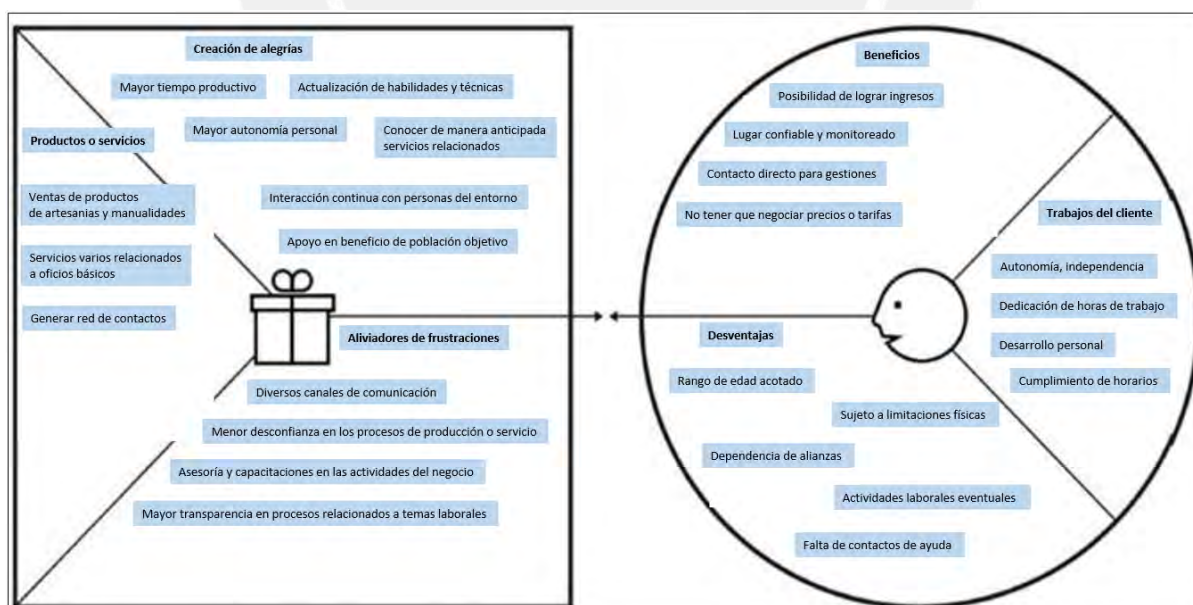 Creación de alegrías
Mayor tiempo productivo
Actualización de habilidades y técnicas
Mayor autonomía personal
Conocer de manera anticipada
servicios relacionados
Productos o servicios
Ventas de productos
de artesanias y manualidades
Interacción continua con personas del entorno
Apoyo en beneficio de población objetivo
Servicios varios relacionados
a oficios básicos
Generar red de contactos
Aliviadores de frustraciones
Diversos canales de comunicación
Menor desconfianza en los procesos de producción o servicio
Asesoría y capacitaciones en las actividades del negocio
Mayor transparencia en procesos relacionados a temas laborales
Beneficios
Posibilidad de lograr ingresos
Lugar confiable y monitoreado
Contacto directo para gestiones
No tener que negociar precios o tarifas
Trabajos del cliente
Autonomía, independencia
Dedicación de horas de trabajo
Desarrollo personal
Cumplimiento de horarios
Desventajas
Rango de edad acotado
Sujeto a limitaciones físicas
Dependencia de alianzas
Actividades laborales eventuales
Falta de contactos de ayuda